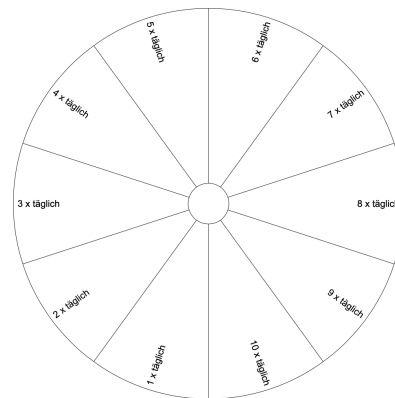 1 x täglich
2 x täglich
3 x täglich
4 x täglich
5 x täglich
6 x täglich
7 x täglich
8 x täglich
9 x täglich
10 x täglich